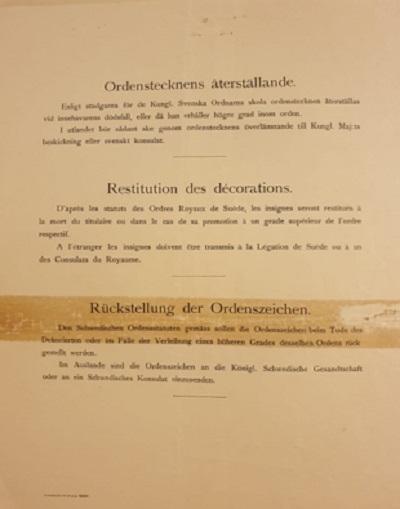 Ordenstecknens återställande.
Enligt stadgarna för de Kungl. Svenska Ordnarna skola ordenstecknen återställas
vid innehavarens dödsfall, eller då han erhåller högre grad inom orden.
I utlandet bör sådant ske genom ordenstecknens överlämnande till Kungl. Maj:ts
beskickning eller svenskt konsulat.
Restitution des décorations.
D'après les statuts des Ordres Royaux de Suède, les insignes seront restitués à
la mort du titulaire ou dans le cas de sa promotion à un grade supérieur de l'ordre
respectif.
A l'étranger les insignes doivent être transmis à la Légation de Suède ou à un
des Consulats du Royaume.
Rückstellung der Ordenszeichen.
Den Schwedischen Ordensstatuten gemäss sollen die Ordenszeichen beim Tode des
Dekorierten oder im Falle der Verleihung eines höheren Grades desselben Ordens rück
gestellt werden.
Im Auslande sind die Ordenszeichen an die Königl. Schwedische Gesandtschaft
oder an ein Schwedisches Konsulat einzusenden.